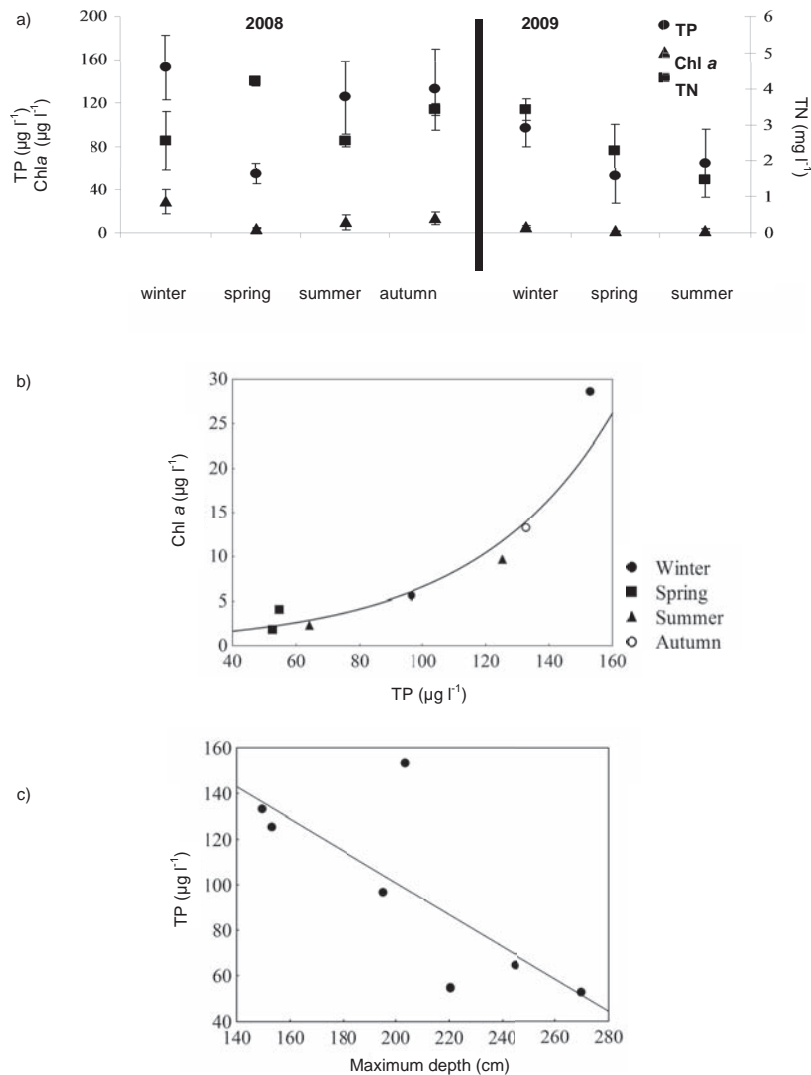 a)
2008
2009
TP
Chl a
TN
200
160
120
80
40
0
TP (µg l-1)
Chla (µg l-1)
6
5
4
3
2
1
0
TN (mg l-1)
winter spring summer autumn winter spring summer
b)
30
25
20
15
10
5
0
Chl a (µg l-1)
40 60 80 100 120 140 160
TP (µg l-1)
Winter
Spring
Summer
Autumn
c)
160
140
120
100
80
60
40
TP (µg l-1)
140 160 180 200 220 240 260 280
Maximum depth (cm)